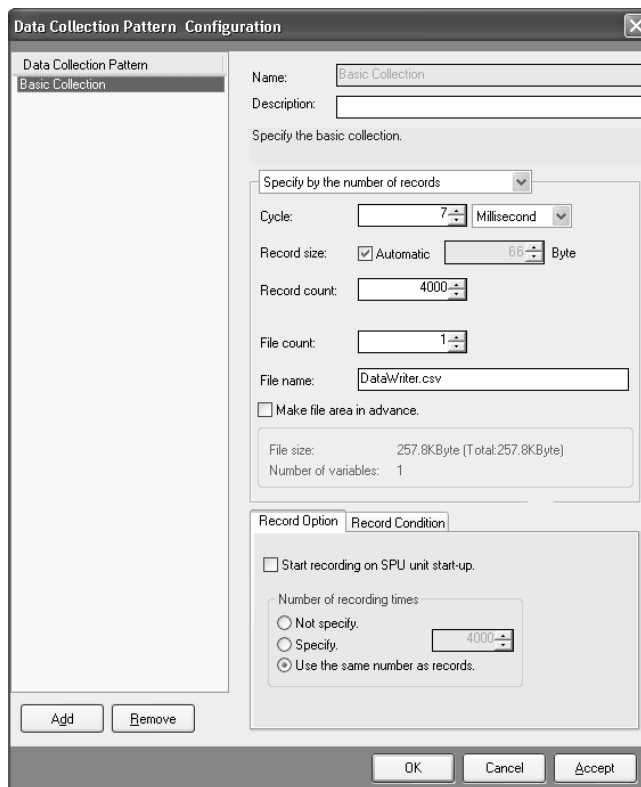 Data Collection Pattern  Configuration
Data Collection Pattern
Basic Collection
Name: Basic Collection
Description:
Specify the basic collection.
Specify by the number of records
Cycle: 7 Millisecond
Record size: Automatic 66 Byte
Record count: 4000
File count: 1
File name: DataWriter.csv
Make file area in advance.
File size: 257.8KByte (Total:257.8KByte)
Number of variables: 1
Record Option Record Condition
Start recording on SPU unit start-up.
Number of recording times
Not specify.
Specify. 4000
Use the same number as records.
Add Remove
OK Cancel Accept